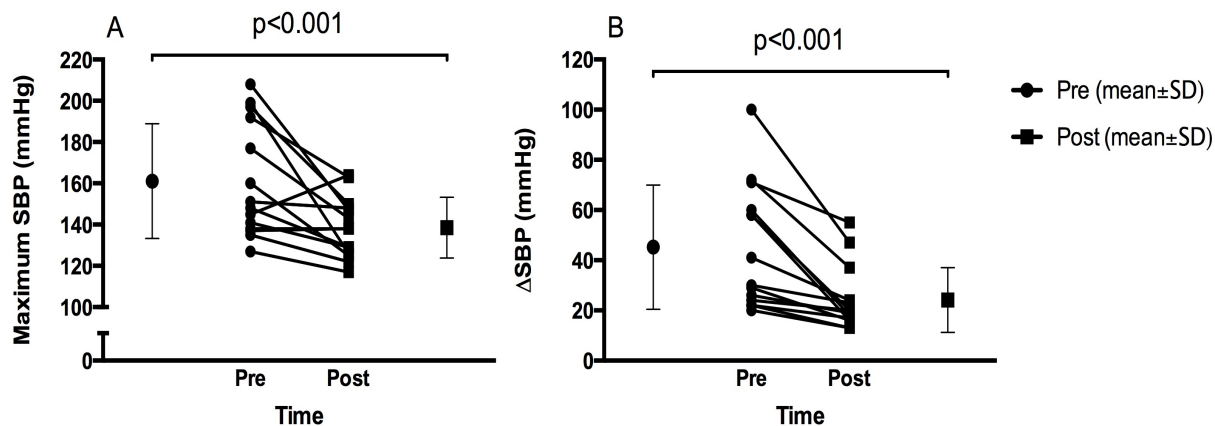 A
p<0.001
Maximum SBP (mmHg)
220
200
180
160
140
120
100
0
Pre
Post
Time
B
p<0.001
ΔSBP (mmHg)
120
100
80
60
40
20
0
Pre
Post
Time
Pre (mean±SD)
Post (mean±SD)